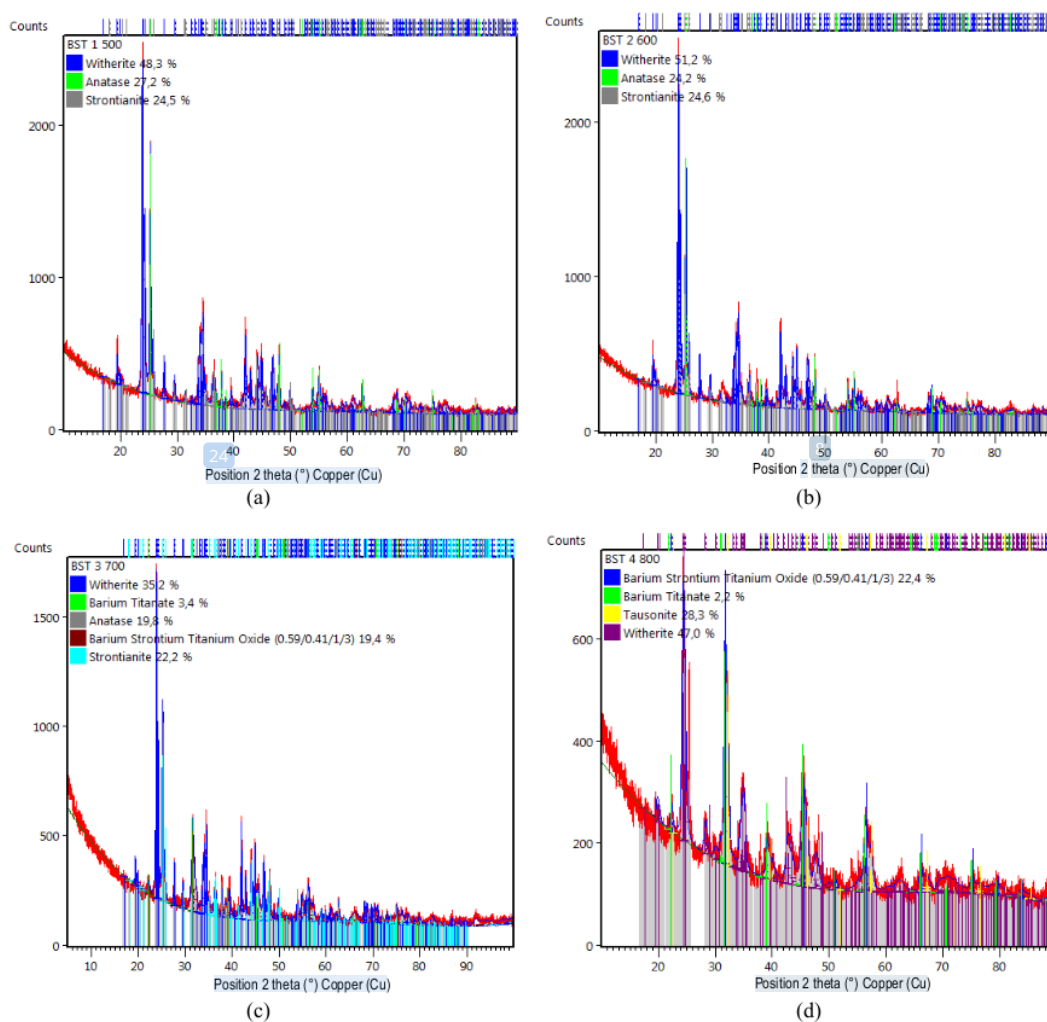 Counts
BST 1 500
Witherite 48,3 %
Anatase 27,2 %
Strontianite 24,5 %
2000
1000
0
20 30 40 50 60 70 80
24
Position 2 theta (°) Copper (Cu)
(a)
Counts
BST 2 600
Witherite 51,2 %
Anatase 24,2 %
Strontianite 24,6 %
2000
1000
0
20 30 40 50 60 70 80
8
Position 2 theta (°) Copper (Cu)
(b)
Counts
BST 3 700
Witherite 35,2 %
Barium Titanate 3,4 %
Anatase 19,8 %
Barium Strontium Titanium Oxide (0.59/0.41/1/3) 19,4 %
Strontianite 22,2 %
1500
1000
500
0
10 20 30 40 50 60 70 80 90
Position 2 theta (°) Copper (Cu)
(c)
Counts
BST 4 800
Barium Strontium Titanium Oxide (0.59/0.41/1/3) 22,4 %
Barium Titanate 2,2 %
Tausonite 28,3 %
Witherite 47,0 %
600
400
200
0
20 30 40 50 60 70 80
Position 2 theta (°) Copper (Cu)
(d)